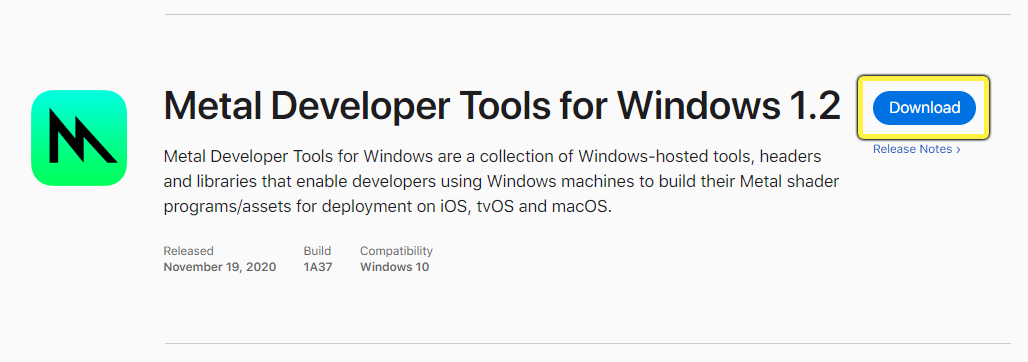 Metal Developer Tools for Windows 1.2
Download
Release Notes ›
Metal Developer Tools for Windows are a collection of Windows-hosted tools, headers
and libraries that enable developers using Windows machines to build their Metal shader
programs/assets for deployment on iOS, tvOS and macOS.
Released Build Compatibility
November 19, 2020 1A37 Windows 10